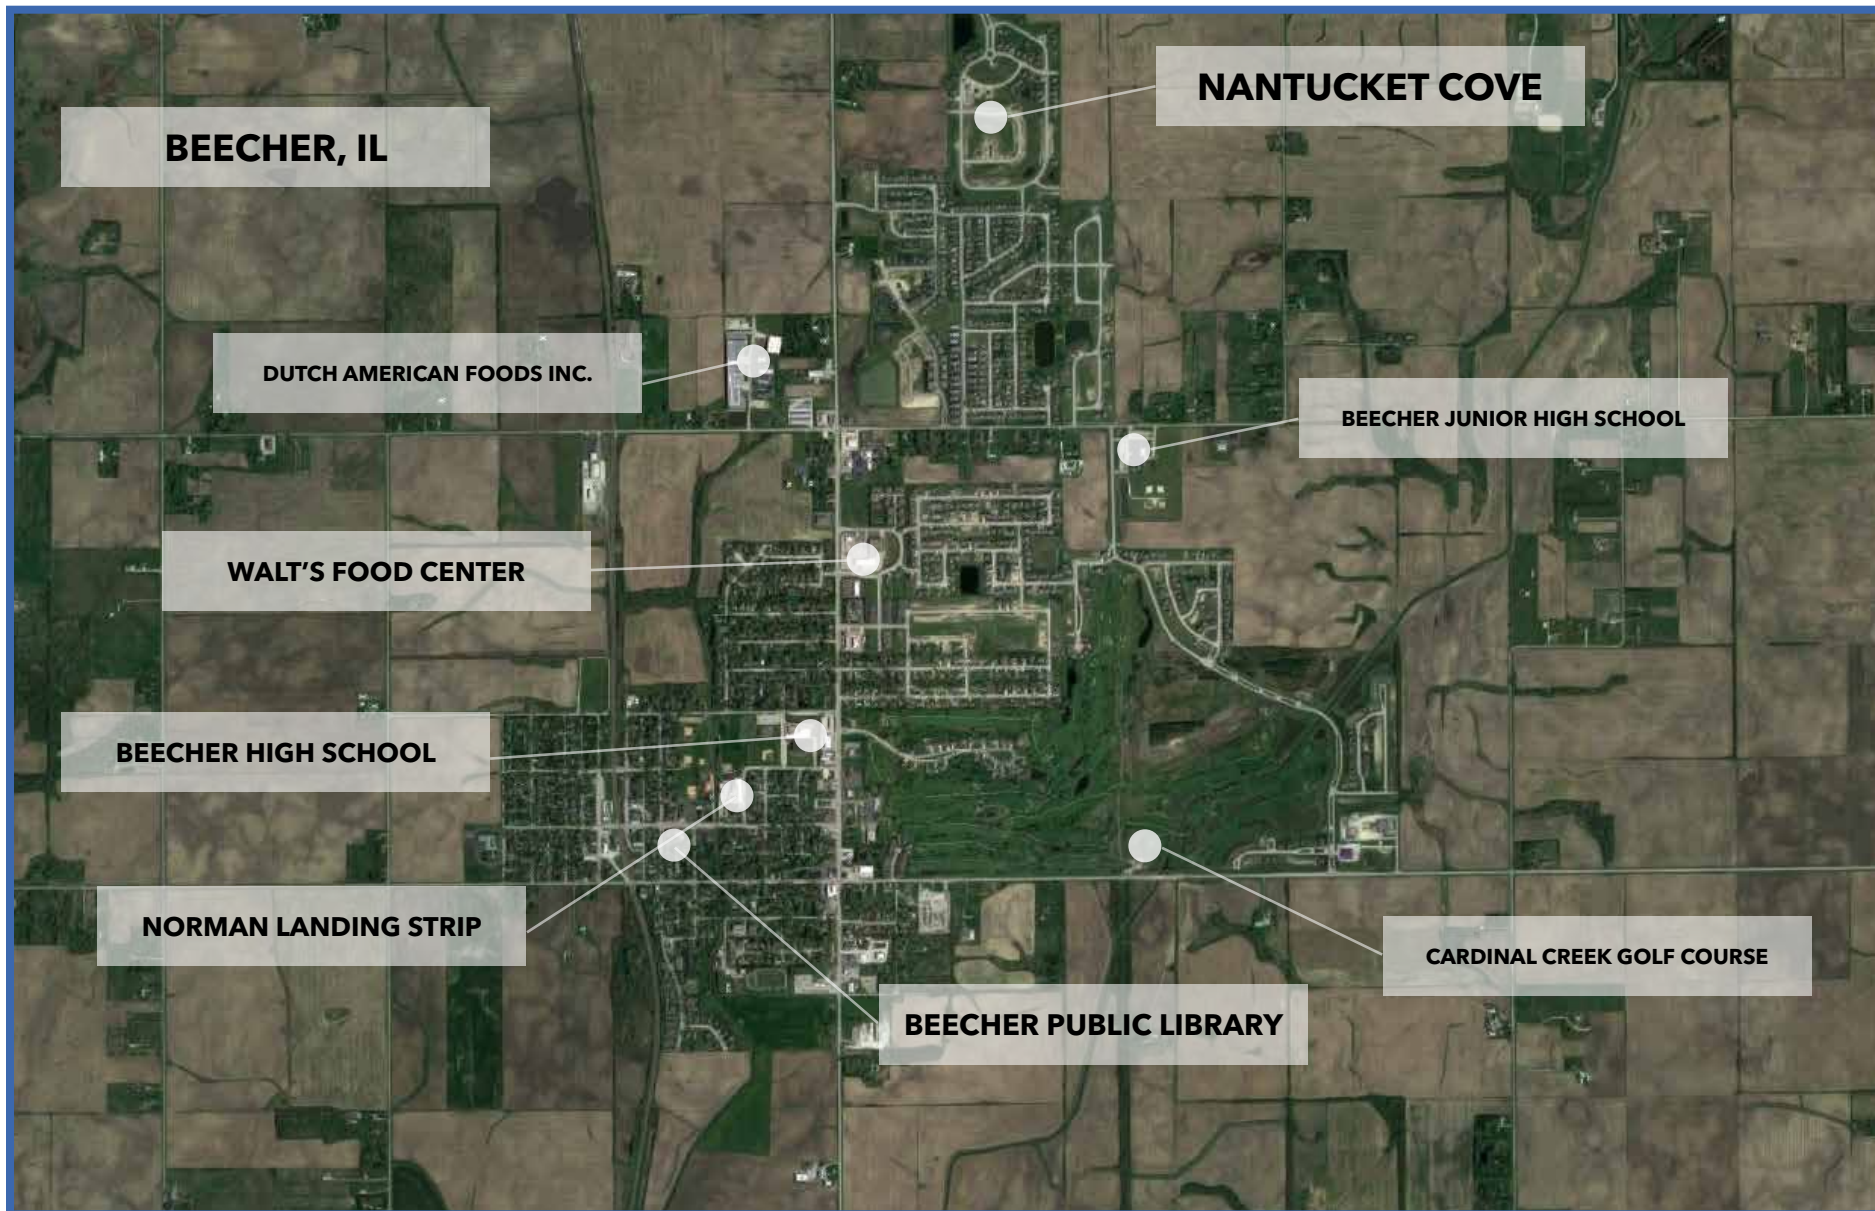 NANTUCKET COVE
BEECHER, IL
DUTCH AMERICAN FOODS INC.
BEECHER JUNIOR HIGH SCHOOL
WALT’S FOOD CENTER
BEECHER HIGH SCHOOL
NORMAN LANDING STRIP
CARDINAL CREEK GOLF COURSE
BEECHER PUBLIC LIBRARY